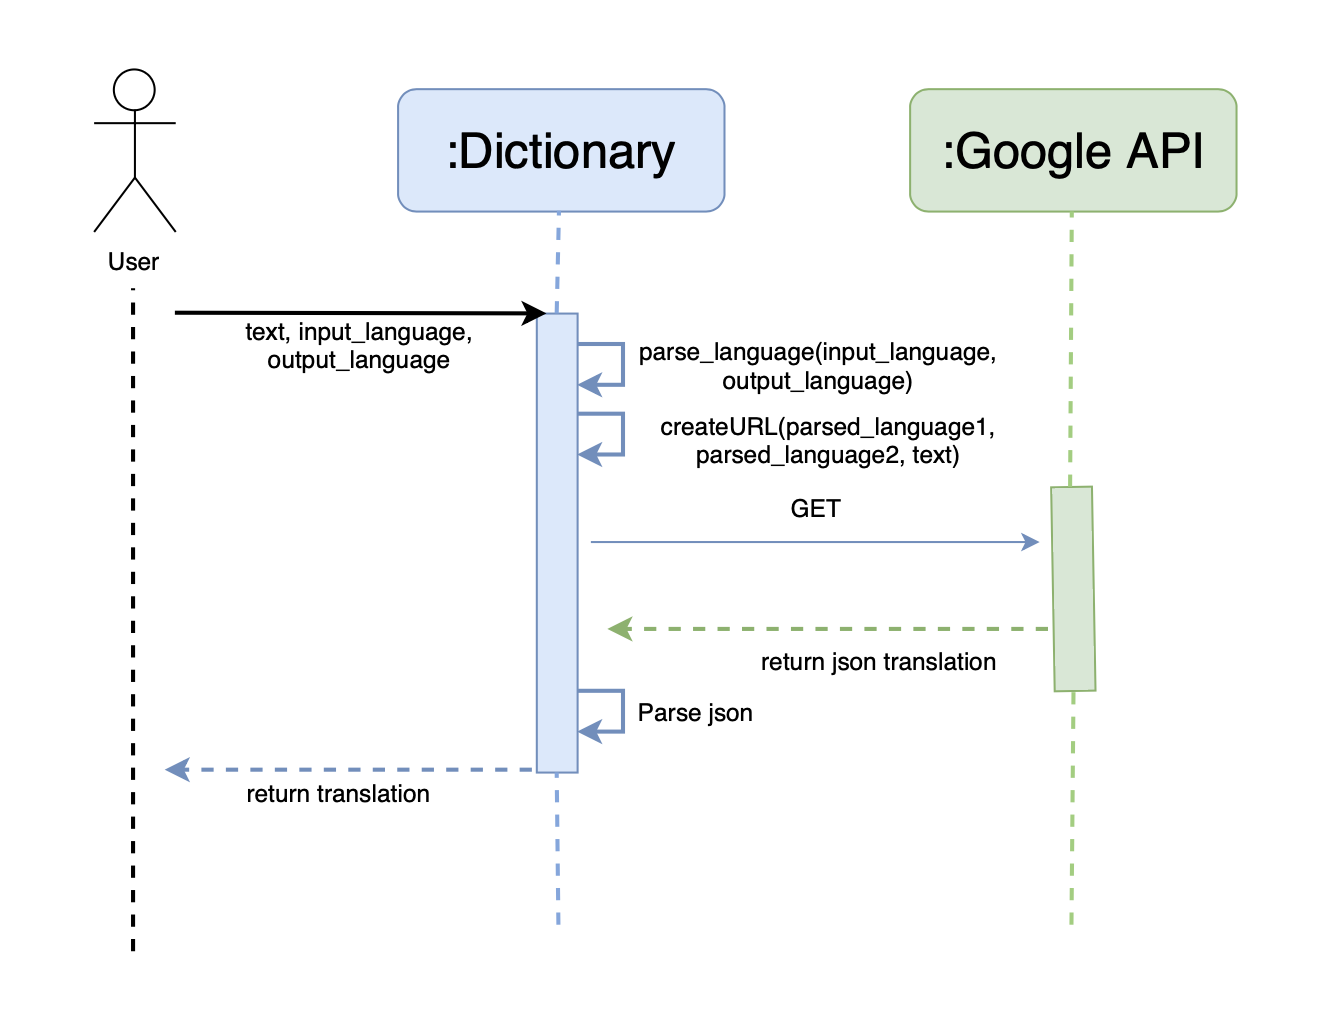 :Dictionary
:Google API
User
text, input_language,
output_language
parse_language(input_language,
output_language)
createURL(parsed_language1,
parsed_language2, text)
GET
return json translation
Parse json
return translation